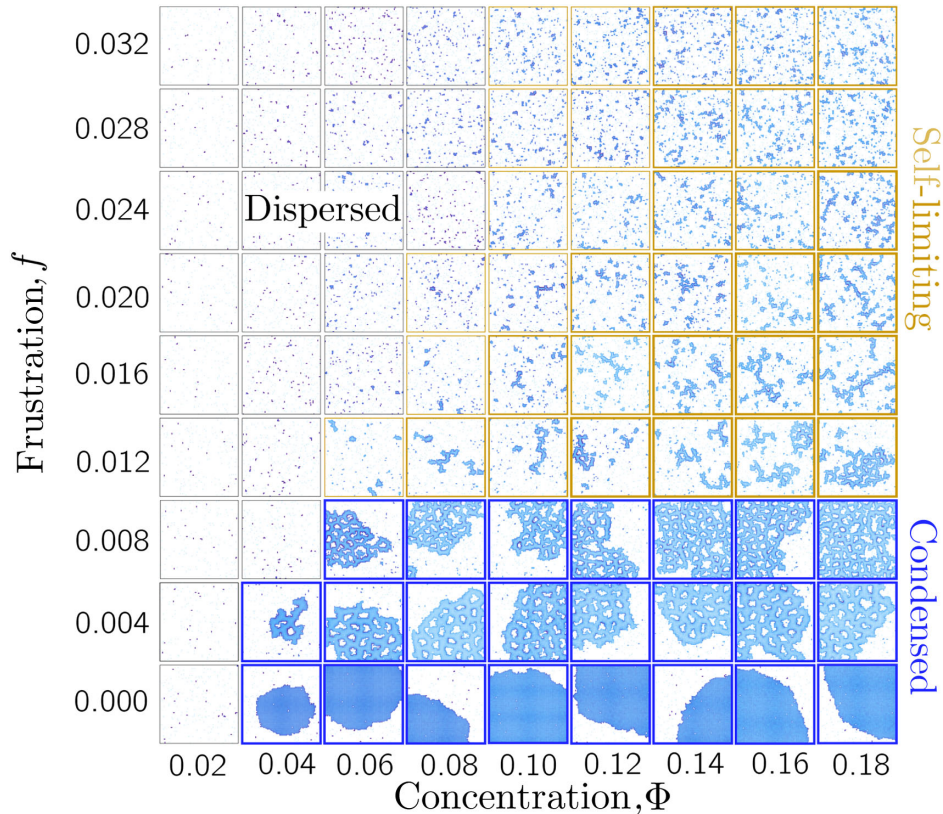 0.032
0.028
0.024
0.020
0.016
0.012
0.008
0.004
0.000
Frustration, f
Dispersed
Self-limiting
Condensed
0.02 0.04 0.06 0.08 0.10 0.12 0.14 0.16 0.18
Concentration,Φ